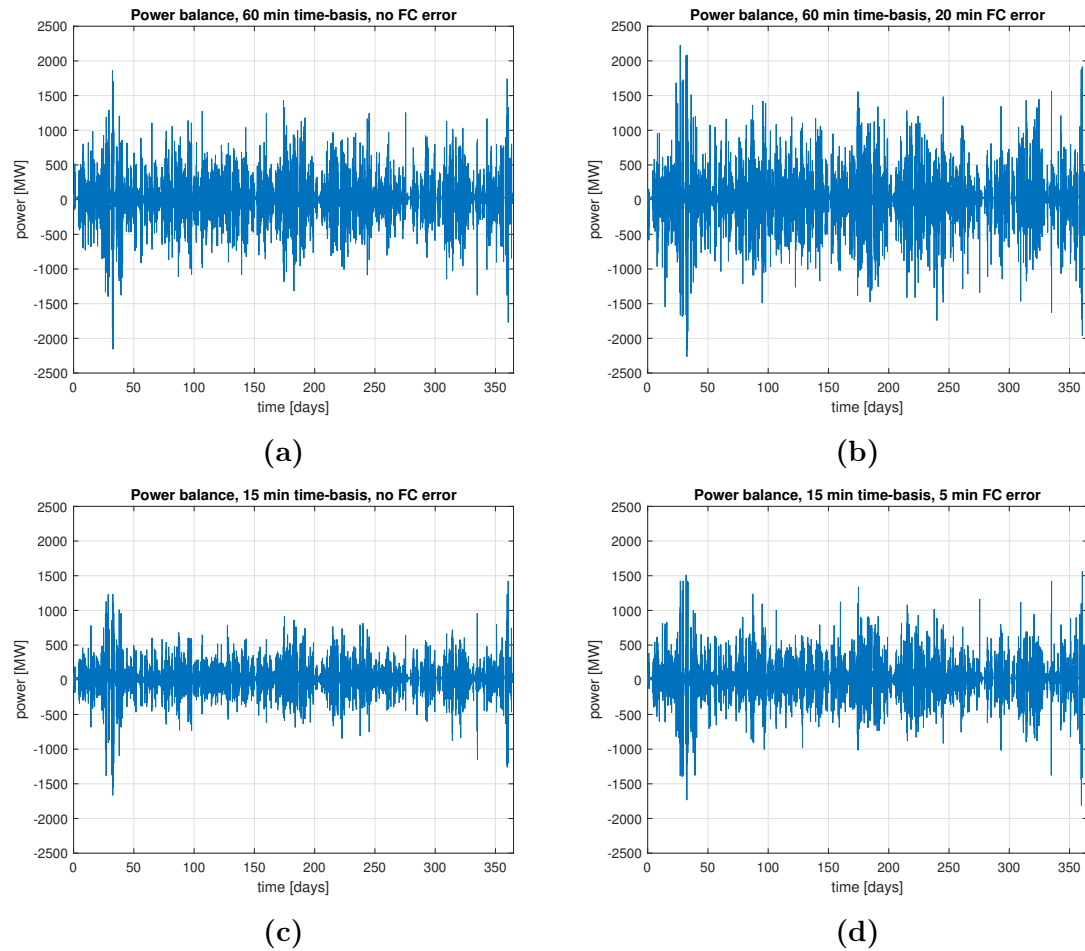 Power balance, 60 min time-basis, no FC error
2500
2000
1500
1000
500
0
-500
-1000
-1500
-2000
-2500
power [MW]
0 50 100 150 200 250 300 350
time [days]
(a)
Power balance, 60 min time-basis, 20 min FC error
2500
2000
1500
1000
500
0
-500
-1000
-1500
-2000
-2500
power [MW]
0 50 100 150 200 250 300 350
time [days]
(b)
Power balance, 15 min time-basis, no FC error
2500
2000
1500
1000
500
0
-500
-1000
-1500
-2000
-2500
power [MW]
0 50 100 150 200 250 300 350
time [days]
(c)
Power balance, 15 min time-basis, 5 min FC error
2500
2000
1500
1000
500
0
-500
-1000
-1500
-2000
-2500
power [MW]
0 50 100 150 200 250 300 350
time [days]
(d)